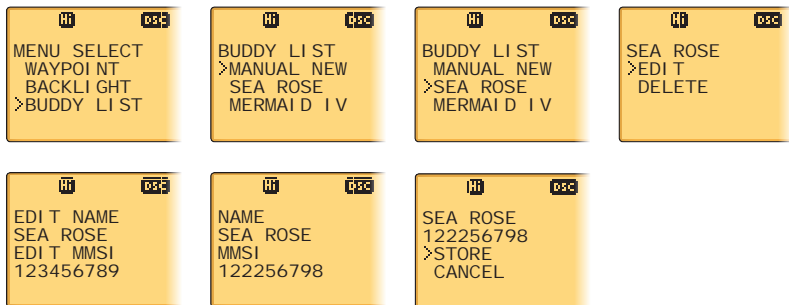 Hi DSC
MENU SELECT
WAYPOINT
BACKLIGHT
>BUDDY LIST
Hi DSC
BUDDY LIST
>MANUAL NEW
SEA ROSE
MERMAID IV
Hi DSC
BUDDY LIST
MANUAL NEW
>SEA ROSE
MERMAID IV
Hi DSC
SEA ROSE
>EDIT
DELETE
Hi DSC
EDIT NAME
SEA ROSE
EDIT MMSI
123456789
Hi DSC
NAME
SEA ROSE
MMSI
122256798
Hi DSC
SEA ROSE
122256798
>STORE
CANCEL